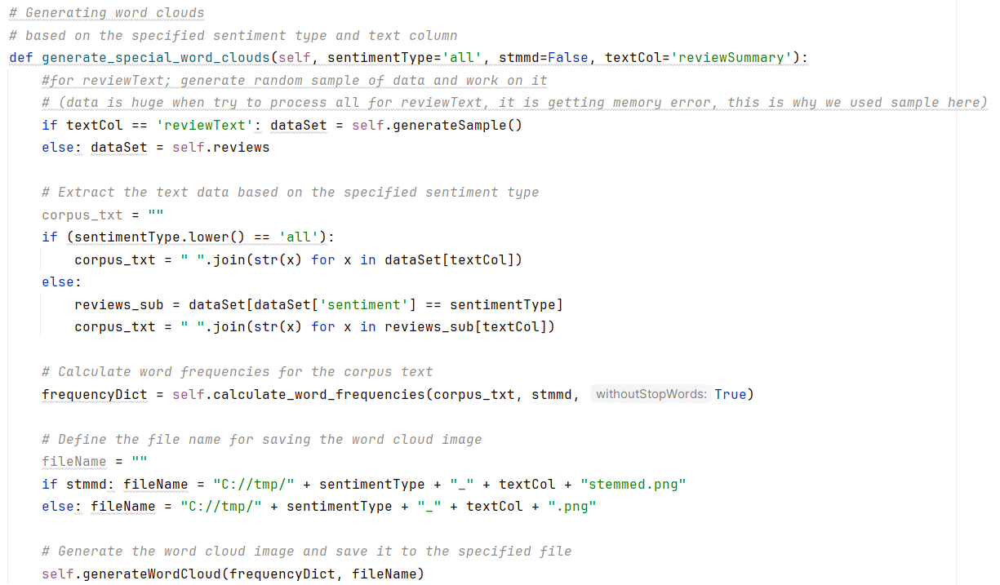 # Generating word clouds
# based on the specified sentiment type and text column
def generate_special_word_clouds(self, sentimentType='all', stmmd=False, textCol='reviewSummary'):
    #for reviewText; generate random sample of data and work on it
    # (data is huge when try to process all for reviewText, it is getting memory error, this is why we used sample here)
    if textCol == 'reviewText': dataSet = self.generateSample()
    else: dataSet = self.reviews

    # Extract the text data based on the specified sentiment type
    corpus_txt = ""
    if (sentimentType.lower() == 'all'):
        corpus_txt = " ".join(str(x) for x in dataSet[textCol])
    else:
        reviews_sub = dataSet[dataSet['sentiment'] == sentimentType]
        corpus_txt = " ".join(str(x) for x in reviews_sub[textCol])

    # Calculate word frequencies for the corpus text
    frequencyDict = self.calculate_word_frequencies(corpus_txt, stmmd, withoutStopWords: True)

    # Define the file name for saving the word cloud image
    fileName = ""
    if stmmd: fileName = "C://tmp/" + sentimentType + "_" + textCol + "stemmed.png"
    else: fileName = "C://tmp/" + sentimentType + "_" + textCol + ".png"

    # Generate the word cloud image and save it to the specified file
    self.generateWordCloud(frequencyDict, fileName)